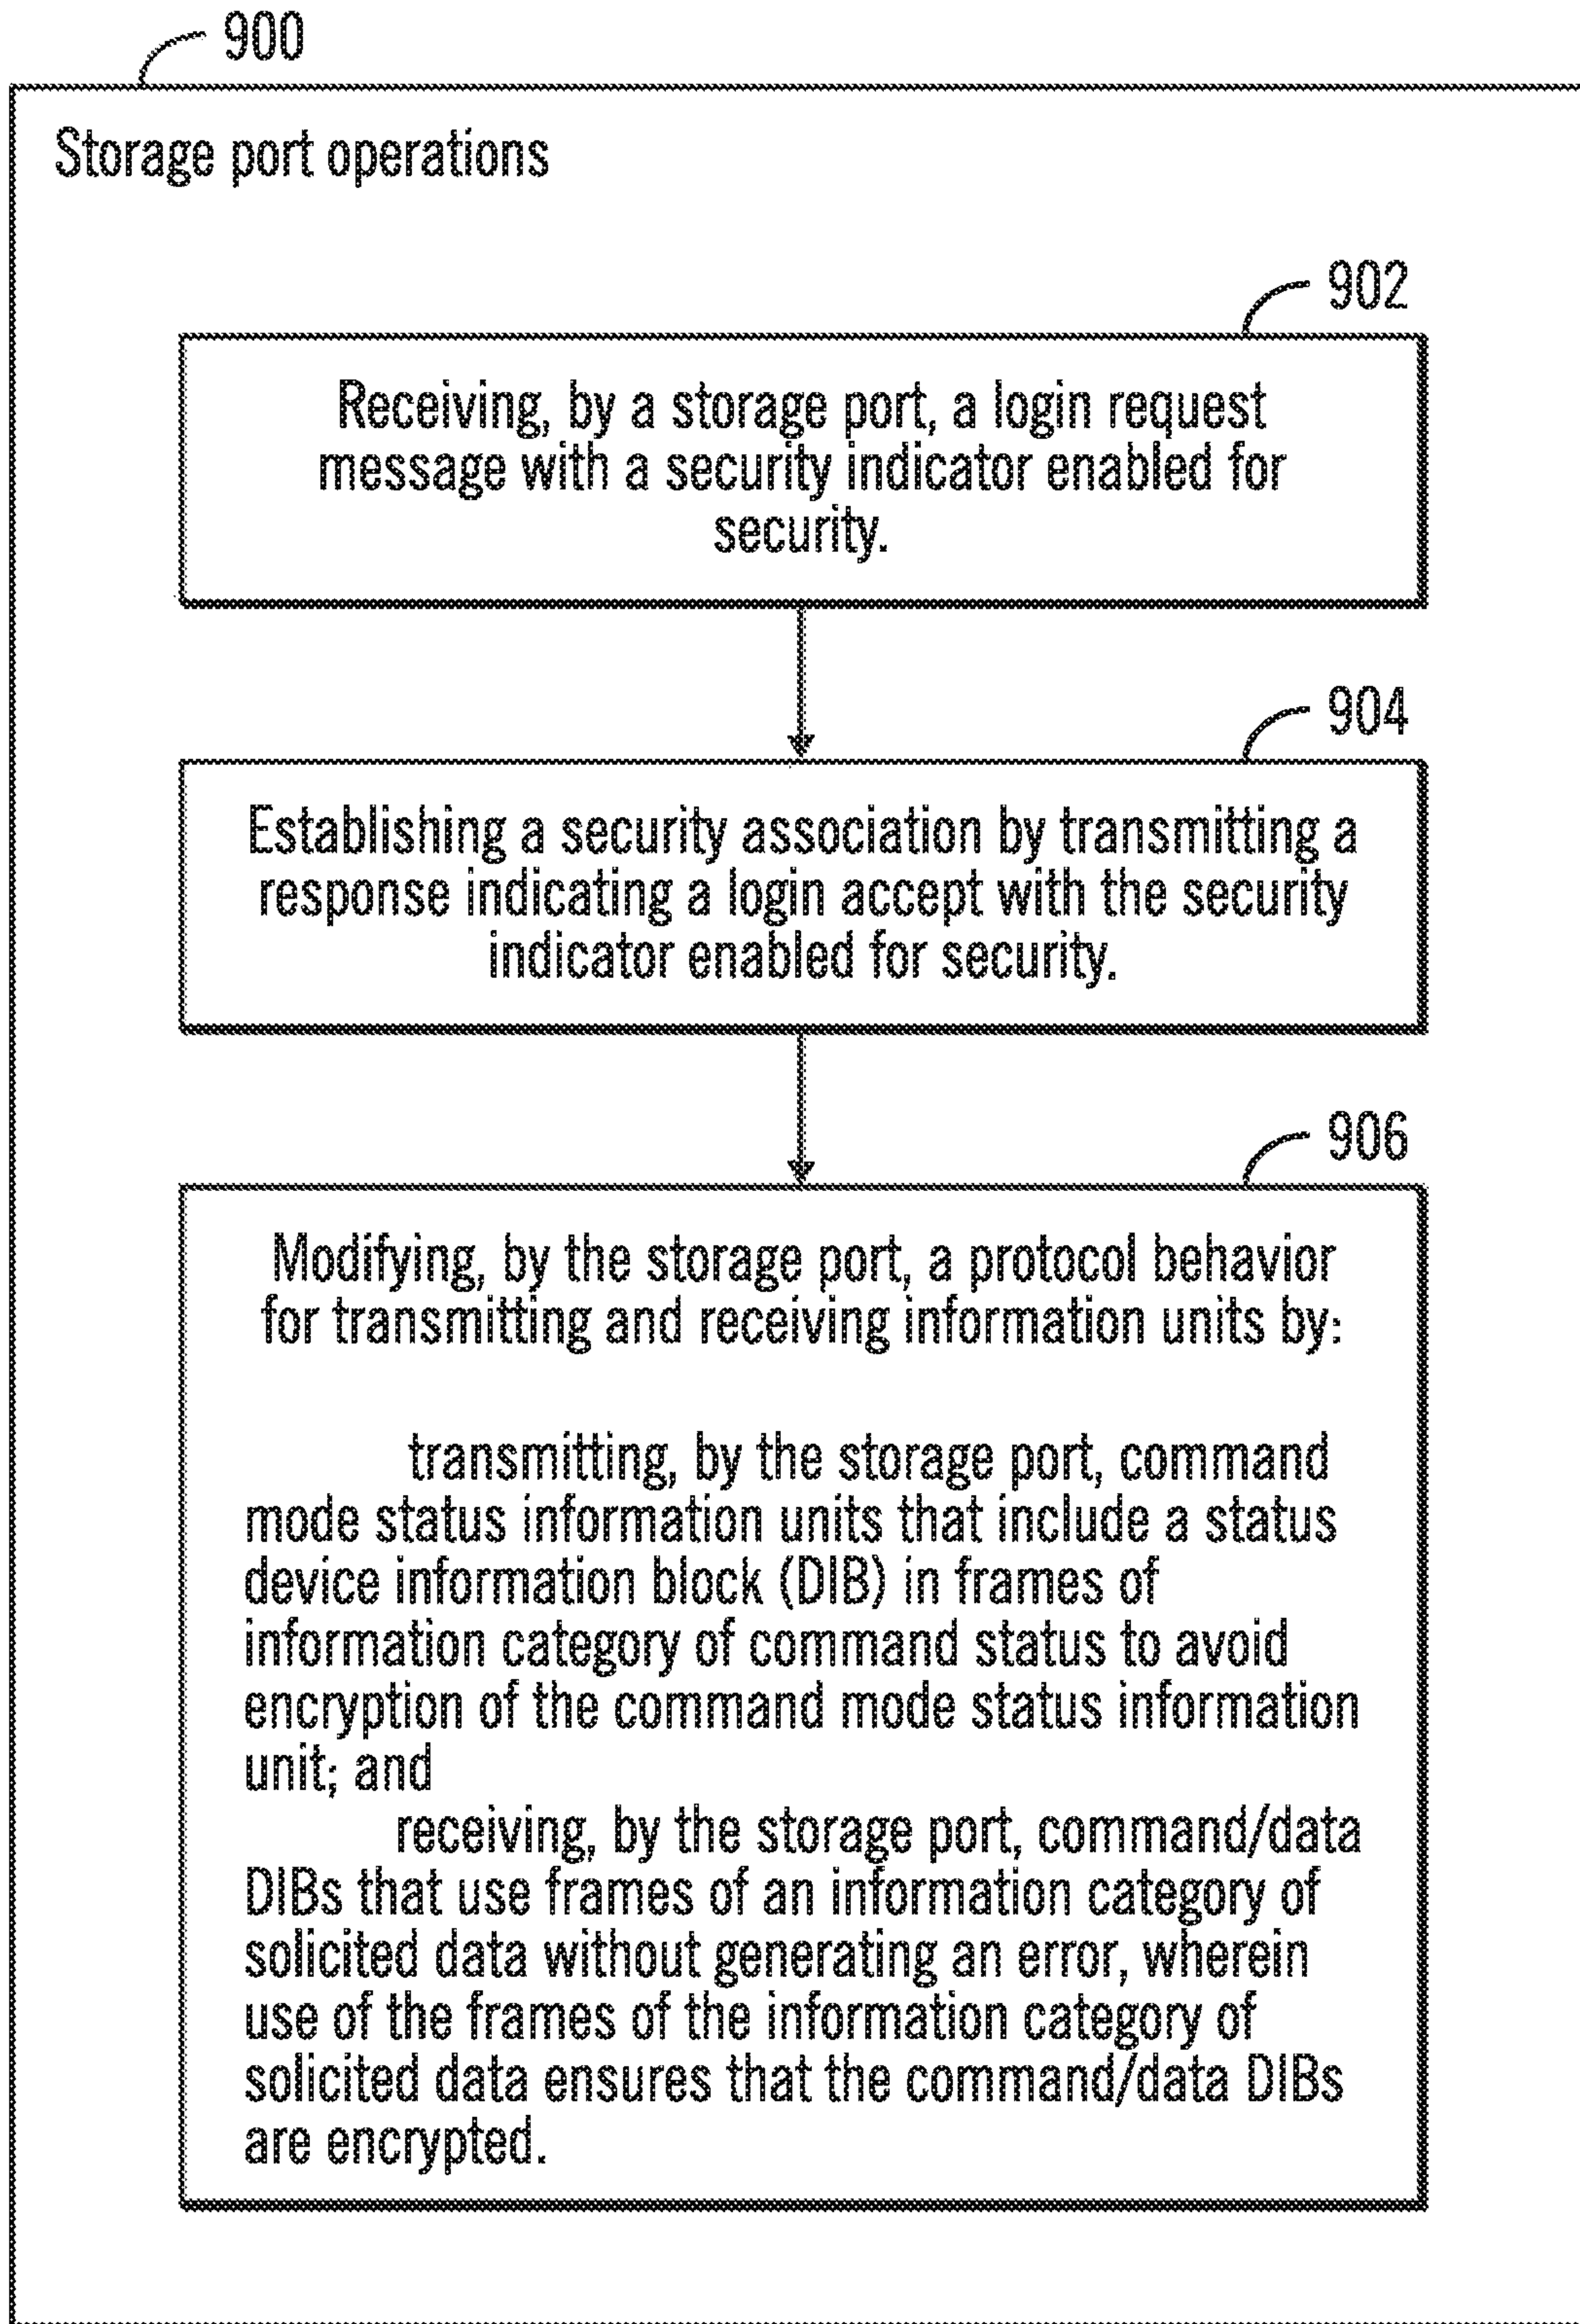 900
Storage port operations
902
Receiving, by a storage port, a login request
message with a security indicator enabled for
security.
904
Establishing a security association by transmitting a
response indicating a login accept with the security
indicator enabled for security.
906
Modifying, by the storage port, a protocol behavior
for transmitting and receiving information units by:
transmitting, by the storage port, command
mode status information units that include a status
device information block (DIB) in frames of
information category of command status to avoid
encryption of the command mode status information
unit; and
receiving, by the storage port, command/data
DIBs that use frames of an information category of
solicited data without generating an error, wherein
use of the frames of the information category of
solicited data ensures that the command/data DIBs
are encrypted.